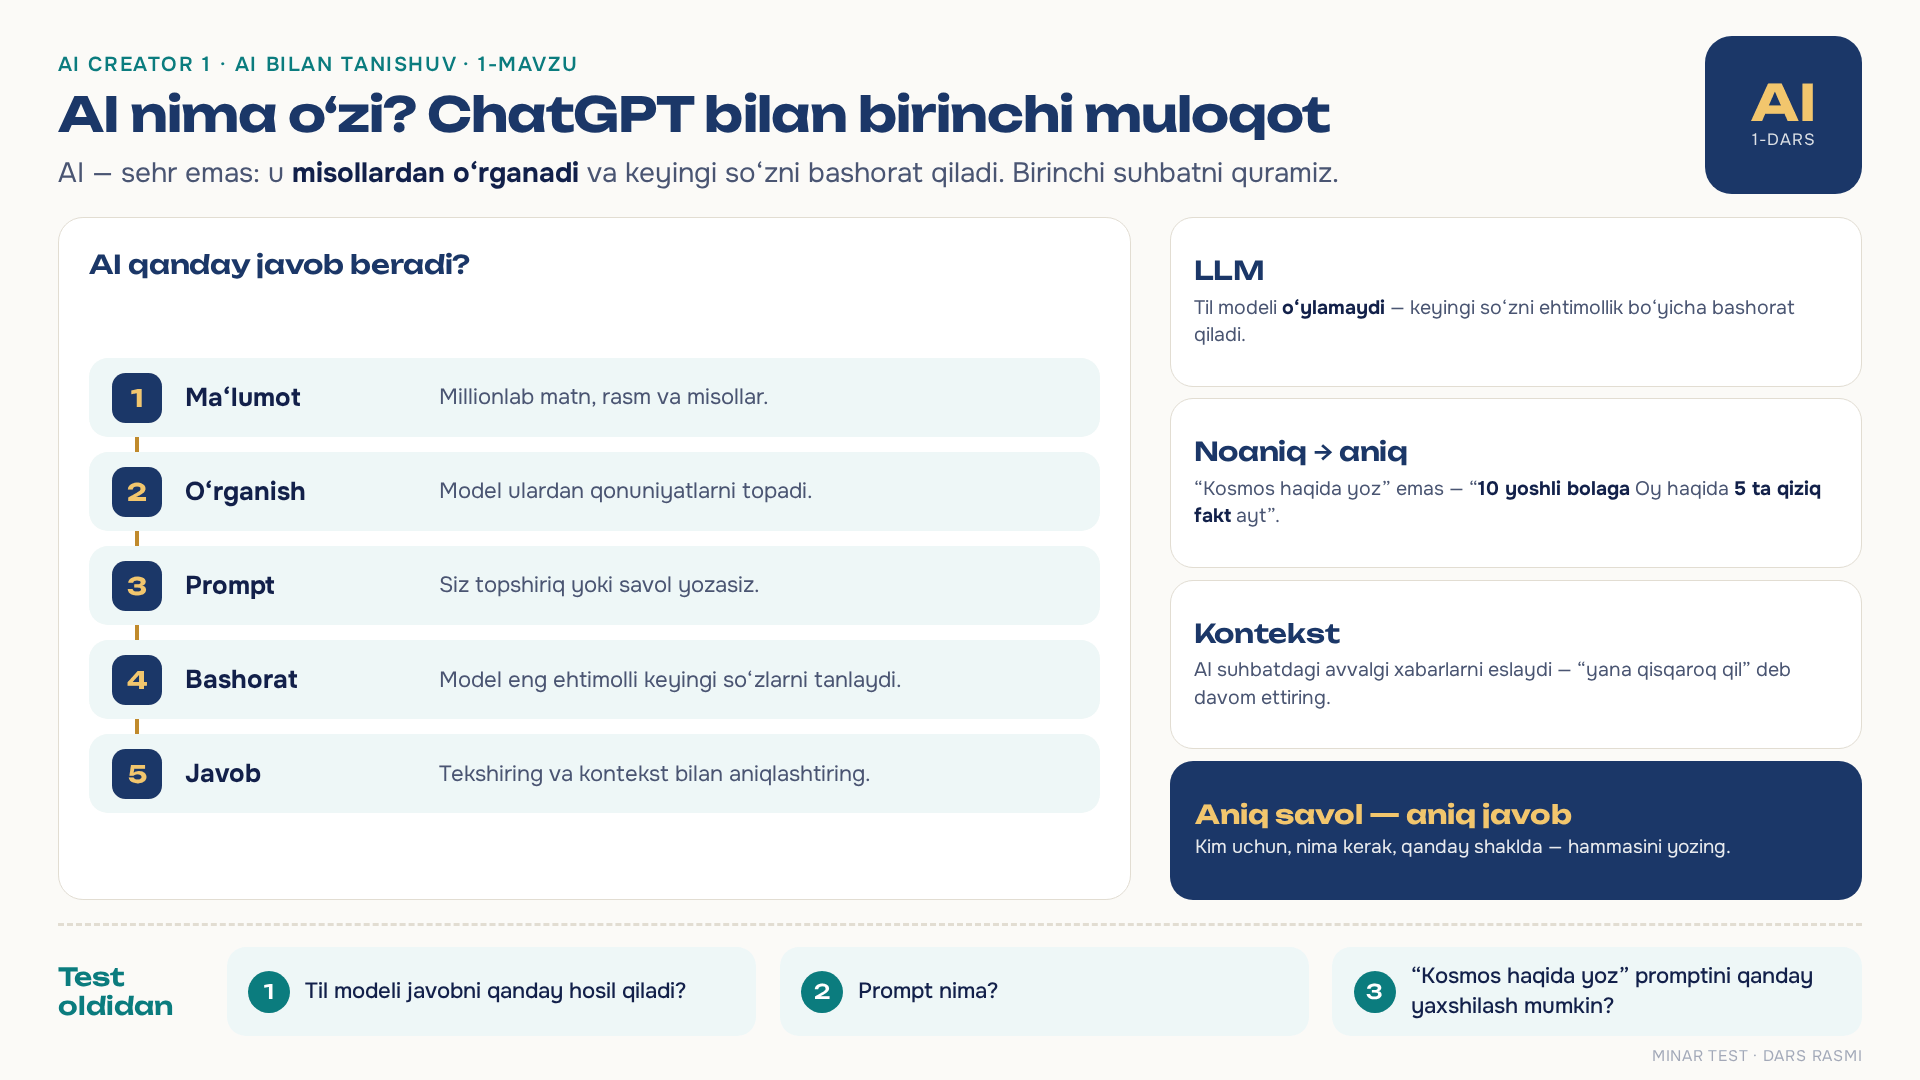 AI CREATOR 1 · AI BILAN TANISHUV · 1-MAVZU
AI nima o‘zi? ChatGPT bilan birinchi muloqot
AI — sehr emas: u misollardan o‘rganadi va keyingi so‘zni bashorat qiladi. Birinchi suhbatni quramiz.
AI
1-DARS
AI qanday javob beradi?
1 Ma‘lumot Millionlab matn, rasm va misollar.
2 O‘rganish Model ulardan qonuniyatlarni topadi.
3 Prompt Siz topshiriq yoki savol yozasiz.
4 Bashorat Model eng ehtimolli keyingi so‘zlarni tanlaydi.
5 Javob Tekshiring va kontekst bilan aniqlashtiring.
LLM
Til modeli o‘ylamaydi — keyingi so‘zni ehtimollik bo‘yicha bashorat
qiladi.
Noaniq → aniq
“Kosmos haqida yoz” emas — “10 yoshli bolaga Oy haqida 5 ta qiziq
fakt ayt”.
Kontekst
AI suhbatdagi avvalgi xabarlarni eslaydi — “yana qisqaroq qil” deb
davom ettiring.
Aniq savol — aniq javob
Kim uchun, nima kerak, qanday shaklda — hammasini yozing.
Test
oldidan
1 Til modeli javobni qanday hosil qiladi?
2 Prompt nima?
3 “Kosmos haqida yoz” promptini qanday
yaxshilash mumkin?
MINAR TEST · DARS RASMI